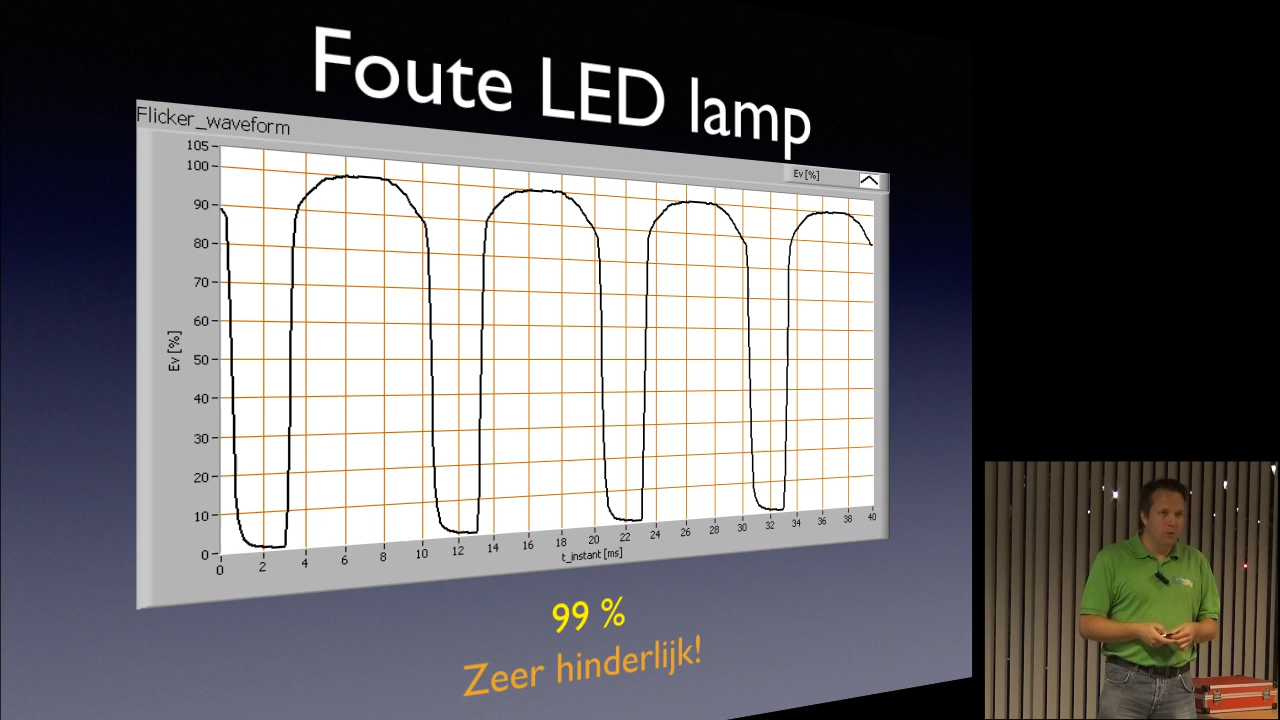 Foute LED lamp
Flicker_waveform
Ev [%]
105
100
90
80
70
60
50
40
30
20
10
0
Ev [%]
0 2 4 6 8 10 12 14 16 18 20 22 24 26 28 30 32 34 36 38 40
t_instant [ms]
99 %
Zeer hinderlijk!